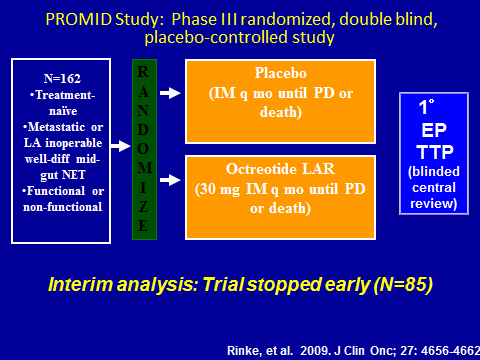 PROMID Study:  Phase III randomized, double blind,
placebo-controlled study
N=162
•Treatment-
naïve
•Metastatic or
LA inoperable
well-diff mid-
gut NET
•Functional or
non-functional
R
A
N
D
O
M
I
Z
E
Placebo
(IM q mo until PD or
death)
Octreotide LAR
(30 mg IM q mo until PD
or death)
1°
EP
TTP
(blinded
central
review)
Interim analysis: Trial stopped early (N=85)
Rinke, et al.  2009. J Clin Onc; 27: 4656-4662